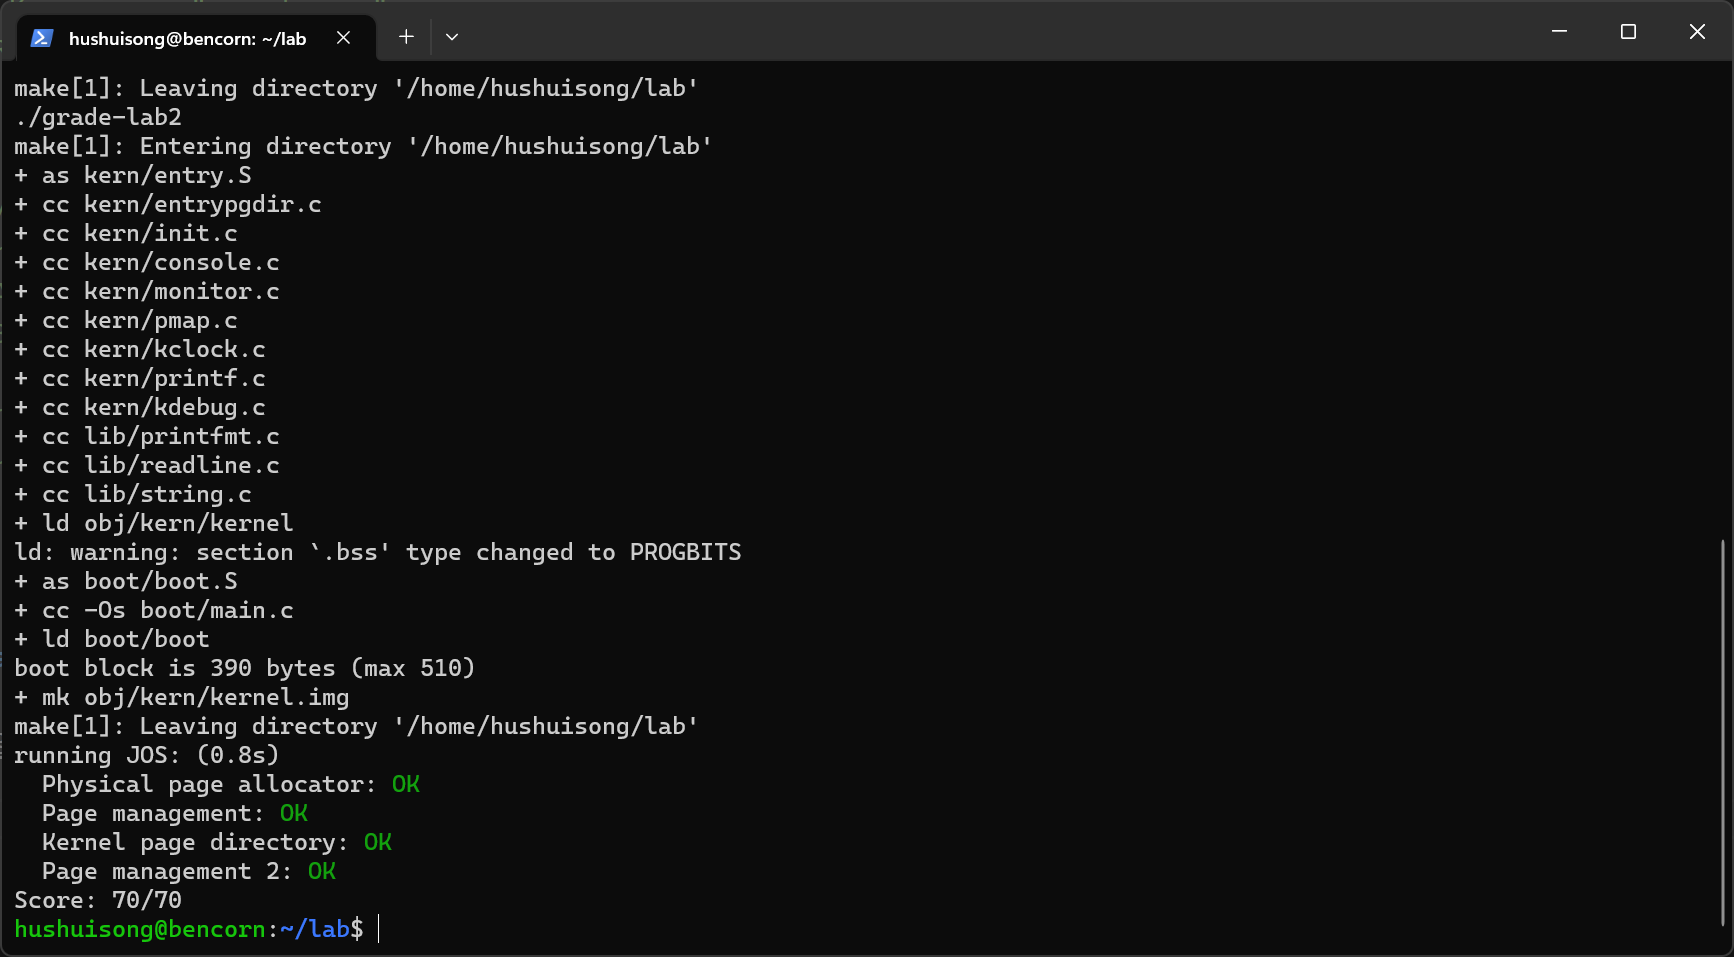 hushuisong@bencorn: ~/lab
make[1]: Leaving directory '/home/hushuisong/lab'
./grade-lab2
make[1]: Entering directory '/home/hushuisong/lab'
+ as kern/entry.S
+ cc kern/entrypgdir.c
+ cc kern/init.c
+ cc kern/console.c
+ cc kern/monitor.c
+ cc kern/pmap.c
+ cc kern/kclock.c
+ cc kern/printf.c
+ cc kern/kdebug.c
+ cc lib/printfmt.c
+ cc lib/readline.c
+ cc lib/string.c
+ ld obj/kern/kernel
ld: warning: section `.bss' type changed to PROGBITS
+ as boot/boot.S
+ cc -Os boot/main.c
+ ld boot/boot
boot block is 390 bytes (max 510)
+ mk obj/kern/kernel.img
make[1]: Leaving directory '/home/hushuisong/lab'
running JOS: (0.8s)
  Physical page allocator: OK
  Page management: OK
  Kernel page directory: OK
  Page management 2: OK
Score: 70/70
hushuisong@bencorn:~/lab$